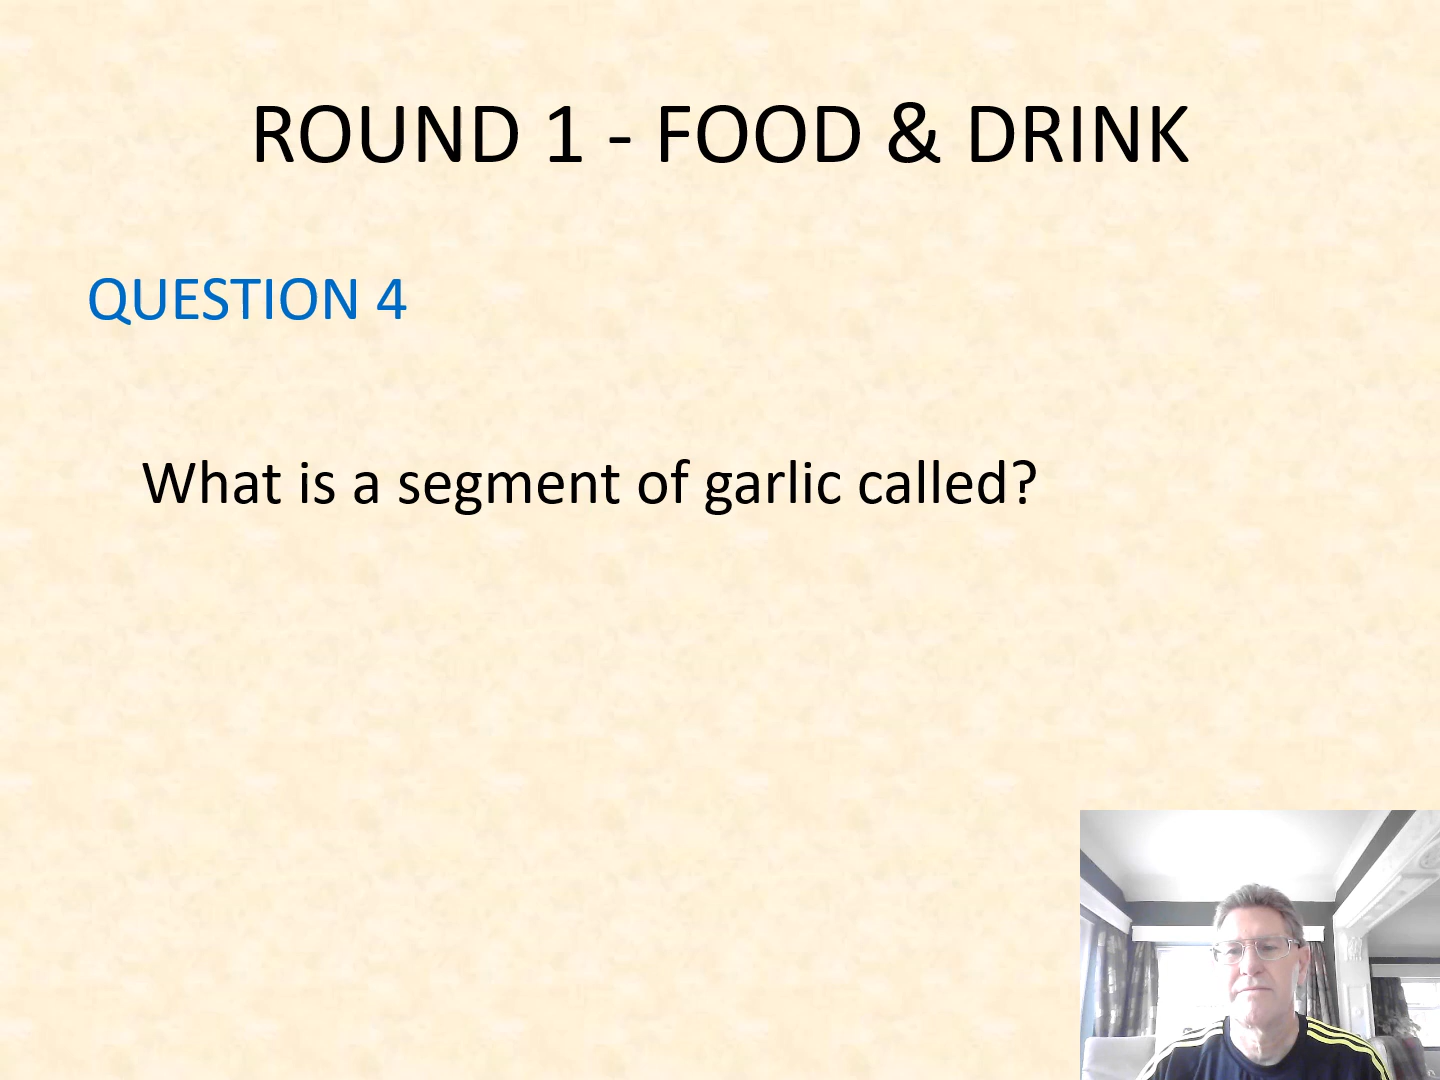 ROUND 1 - FOOD & DRINK
QUESTION 4
What is a segment of garlic called?